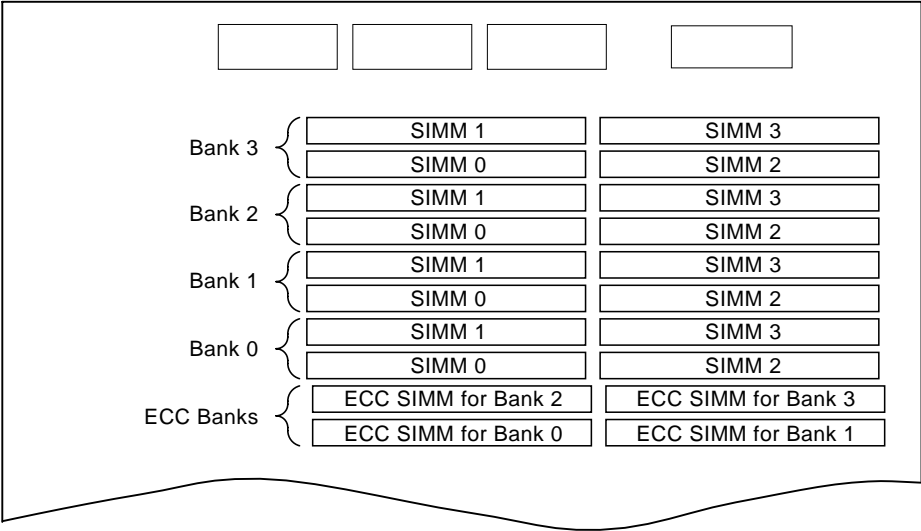 Bank 3
SIMM 1 SIMM 3
SIMM 0 SIMM 2
Bank 2
SIMM 1 SIMM 3
SIMM 0 SIMM 2
Bank 1
SIMM 1 SIMM 3
SIMM 0 SIMM 2
Bank 0
SIMM 1 SIMM 3
SIMM 0 SIMM 2
ECC Banks
ECC SIMM for Bank 2 ECC SIMM for Bank 3
ECC SIMM for Bank 0 ECC SIMM for Bank 1